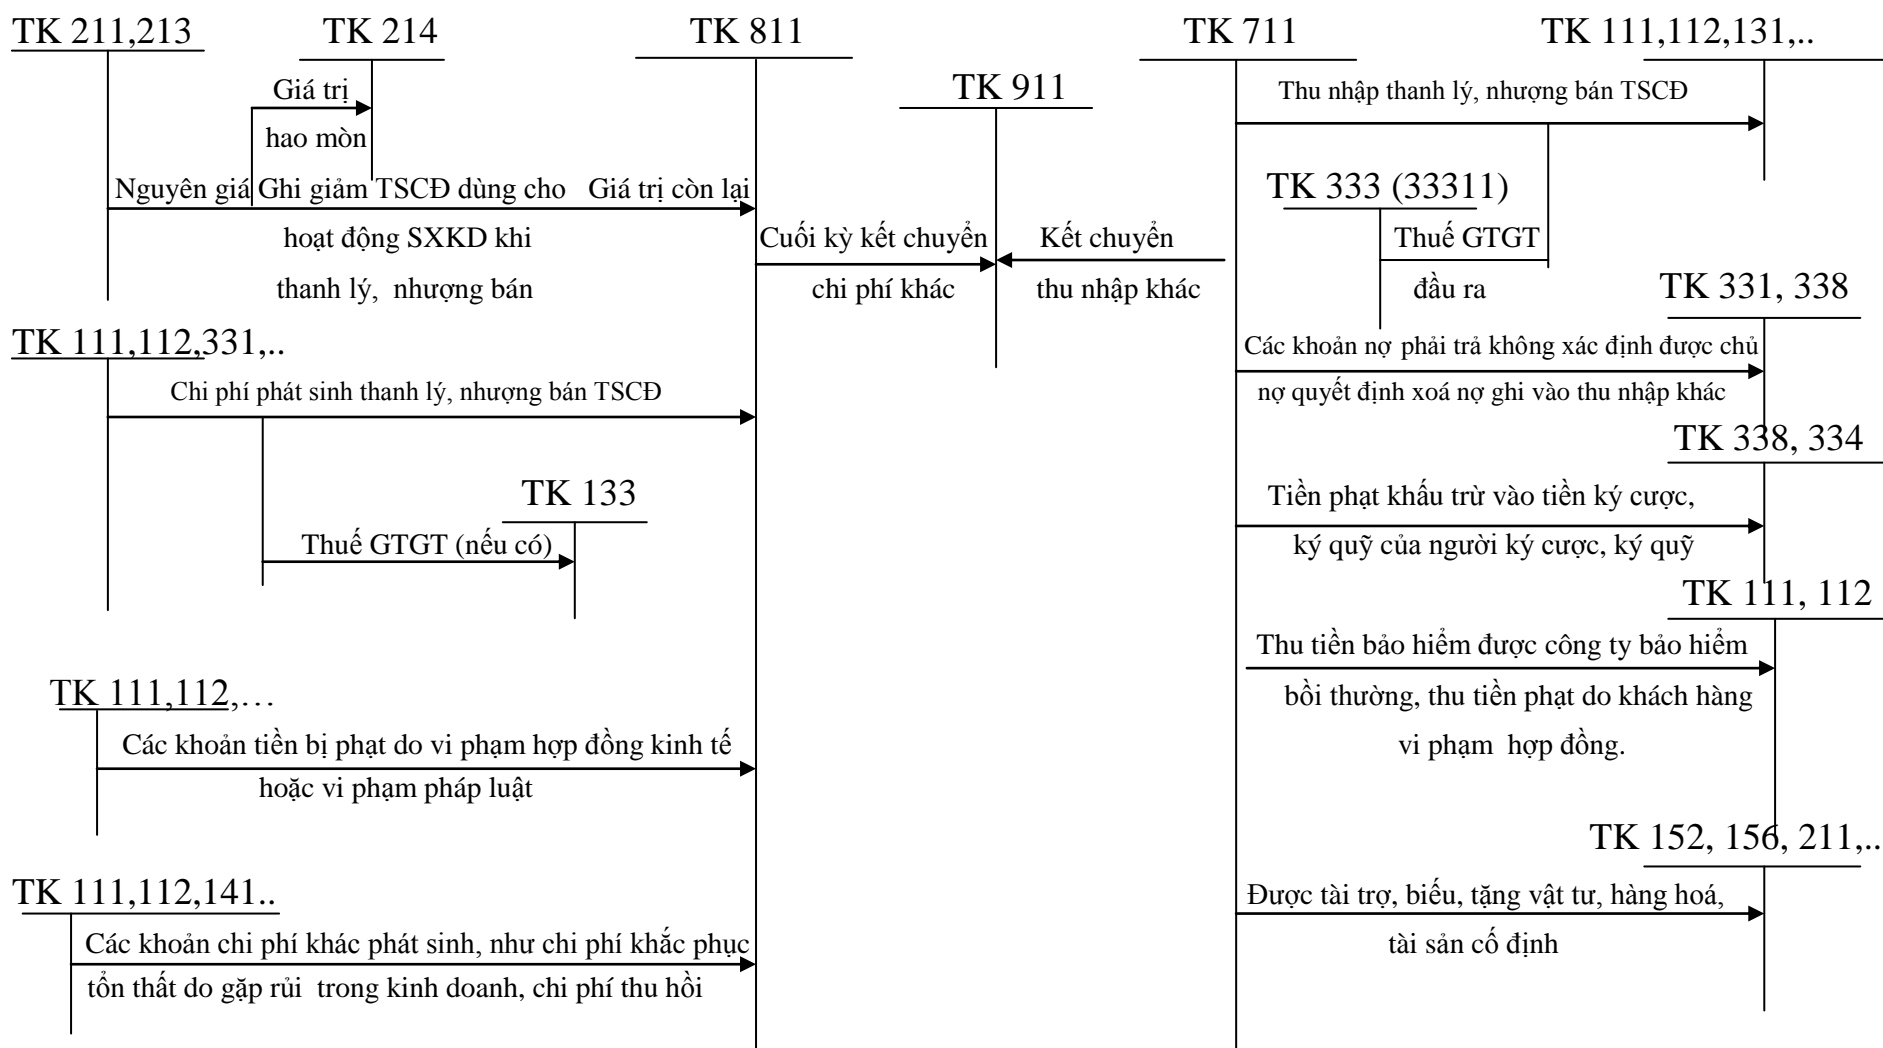 TK 211,213
TK 214
TK 811
TK 711
TK 111,112,131,..
Giá trị
hao mòn
TK 911
Thu nhập thanh lý, nhượng bán TSCĐ
Nguyên giá Ghi giảm TSCĐ dùng cho Giá trị còn lại
hoạt động SXKD khi
thanh lý, nhượng bán
Cuối kỳ kết chuyển
chi phí khác
Kết chuyển
thu nhập khác
TK 333 (33311)
Thuế GTGT
đầu ra
TK 331, 338
Các khoản nợ phải trả không xác định được chủ
nợ quyết định xoá nợ ghi vào thu nhập khác
TK 111,112,331,..
Chi phí phát sinh thanh lý, nhượng bán TSCĐ
TK 133
Thuế GTGT (nếu có)
TK 338, 334
Tiền phạt khấu trừ vào tiền ký cược,
ký quỹ của người ký cược, ký quỹ
TK 111, 112
Thu tiền bảo hiểm được công ty bảo hiểm
bồi thường, thu tiền phạt do khách hàng
vi phạm hợp đồng.
TK 111,112,…
Các khoản tiền bị phạt do vi phạm hợp đồng kinh tế
hoặc vi phạm pháp luật
TK 152, 156, 211,..
Được tài trợ, biếu, tặng vật tư, hàng hoá,
tài sản cố định
TK 111,112,141..
Các khoản chi phí khác phát sinh, như chi phí khắc phục
tổn thất do gặp rủi trong kinh doanh, chi phí thu hồi